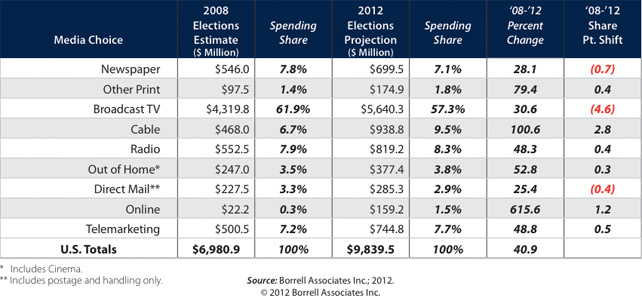 Media Choice 2008 Elections Estimate ($ Million) Spending Share 2012 Elections Projection ($ Million) Spending Share '08-'12 Percent Change '08-'12 Share Pt. Shift
Newspaper $546.0 7.8% $699.5 7.1% 28.1 (0.7)
Other Print $97.5 1.4% $174.9 1.8% 79.4 0.4
Broadcast TV $4,319.8 61.9% $5,640.3 57.3% 30.6 (4.6)
Cable $468.0 6.7% $938.8 9.5% 100.6 2.8
Radio $552.5 7.9% $819.2 8.3% 48.3 0.4
Out of Home* $247.0 3.5% $377.4 3.8% 52.8 0.3
Direct Mail** $227.5 3.3% $285.3 2.9% 25.4 (0.4)
Online $22.2 0.3% $159.2 1.5% 615.6 1.2
Telemarketing $500.5 7.2% $744.8 7.7% 48.8 0.5
U.S. Totals $6,980.9 100% $9,839.5 100% 40.9
* Includes Cinema.
** Includes postage and handling only.
Source: Borrell Associates Inc.; 2012.
© 2012 Borrell Associates Inc.